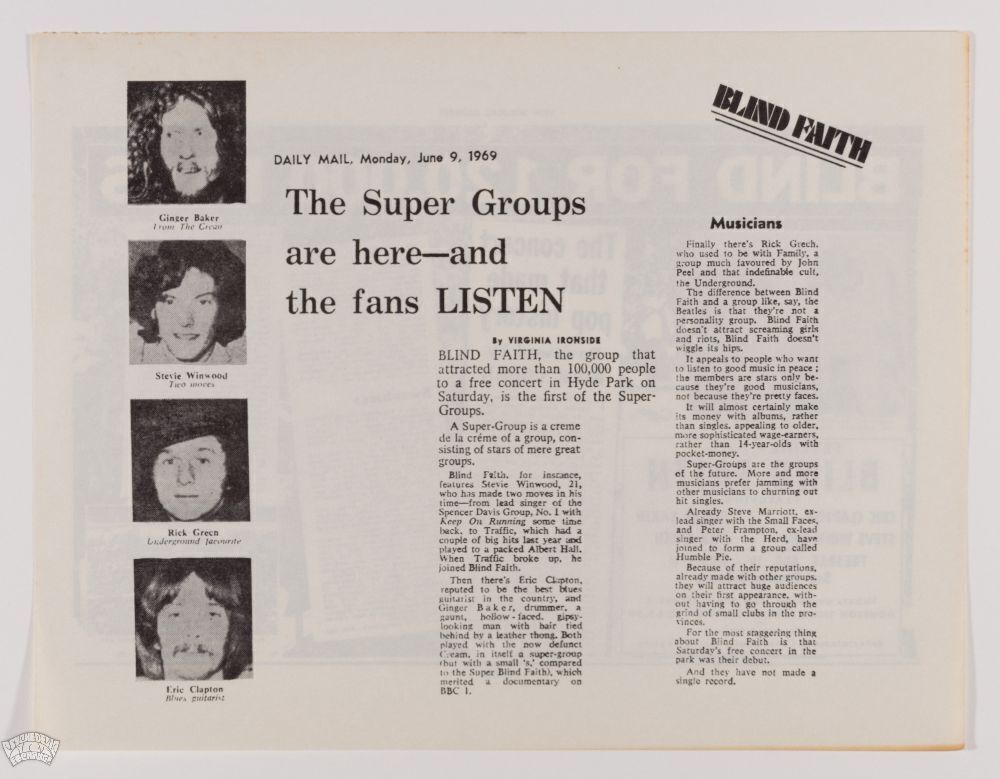 BLIND FAITH
DAILY MAIL, Monday, June 9, 1969
The Super Groups
are here—and
the fans LISTEN
Ginger Baker
From The Cream
Stevie Winwood
Two moves
Rick Grech
Underground favourite
Eric Clapton
Blues guitarist
By VIRGINIA IRONSIDE
BLIND FAITH, the group that
attracted more than 100,000 people
to a free concert in Hyde Park on
Saturday, is the first of the Super-
Groups.
A Super-Group is a creme
de la créme of a group, con-
sisting of stars of mere great
groups.
Blind Faith, for instance,
features Stevie Winwood, 21,
who has made two moves in his
time—from lead singer of the
Spencer Davis Group, No. 1 with
Keep On Running some time
back, to Traffic, which had a
couple of big hits last year and
played to a packed Albert Hall.
When Traffic broke up, he
joined Blind Faith.
Then there's Eric Clapton,
reputed to be the best blues
guitarist in the country, and
Ginger Baker, drummer, a
gaunt, hollow-faced, gipsy-
looking man with hair tied
behind by a leather thong. Both
played with the now defunct
Cream, in itself a super-group
(but with a small 's,' compared
to the Super Blind Faith), which
merited a documentary on
BBC 1.
Musicians
Finally there's Rick Grech,
who used to be with Family, a
group much favoured by John
Peel and that indefinable cult,
the Underground.
The difference between Blind
Faith and a group like, say, the
Beatles is that they're not a
personality group. Blind Faith
doesn't attract screaming girls
and riots, Blind Faith doesn't
wiggle its hips.
It appeals to people who want
to listen to good music in peace ;
the members are stars only be-
cause they're good musicians,
not because they're pretty faces.
It will almost certainly make
its money with albums, rather
than singles, appealing to older,
more sophisticated wage-earners,
rather than 14-year-olds with
pocket-money.
Super-Groups are the groups
of the future. More and more
musicians prefer jamming with
other musicians to churning out
hit singles.
Already Steve Marriott, ex-
lead singer with the Small Faces,
and Peter Frampton, ex-lead
singer with the Herd, have
joined to form a group called
Humble Pie.
Because of their reputations,
already made with other groups,
they will attract huge audiences
on their first appearance, with-
out having to go through the
grind of small clubs in the pro-
vinces.
For the most staggering thing
about Blind Faith is that
Saturday's free concert in the
park was their debut.
And they have not made a
single record.